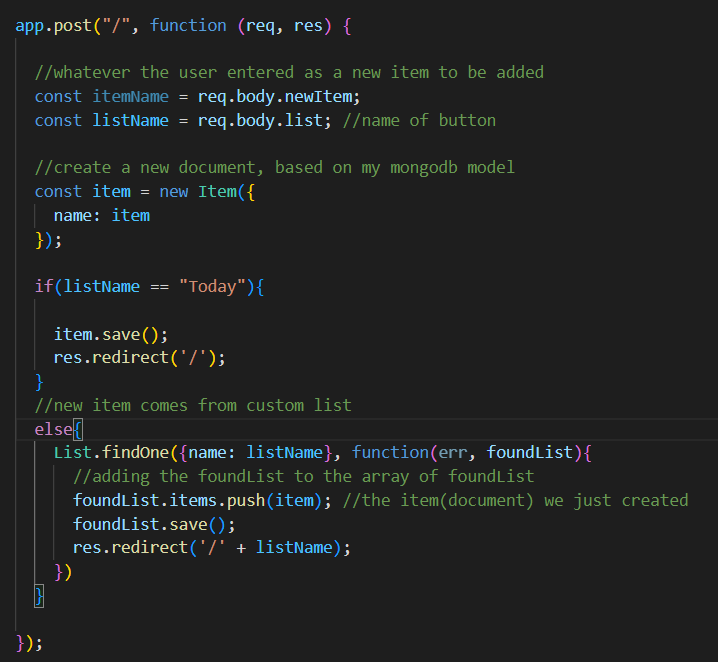 app.post("/", function (req, res) {
//whatever the user entered as a new item to be added
const itemName = req.body.newItem;
const listName = req.body.list; //name of button
//create a new document, based on my mongodb model
const item = new Item({
name: item
});
if(listName == "Today"){
item.save();
res.redirect('/');
}
//new item comes from custom list
else{
List.findOne({name: listName}, function(err, foundList){
//adding the foundList to the array of foundList
foundList.items.push(item); //the item(document) we just created
foundList.save();
res.redirect('/' + listName);
})
}
});